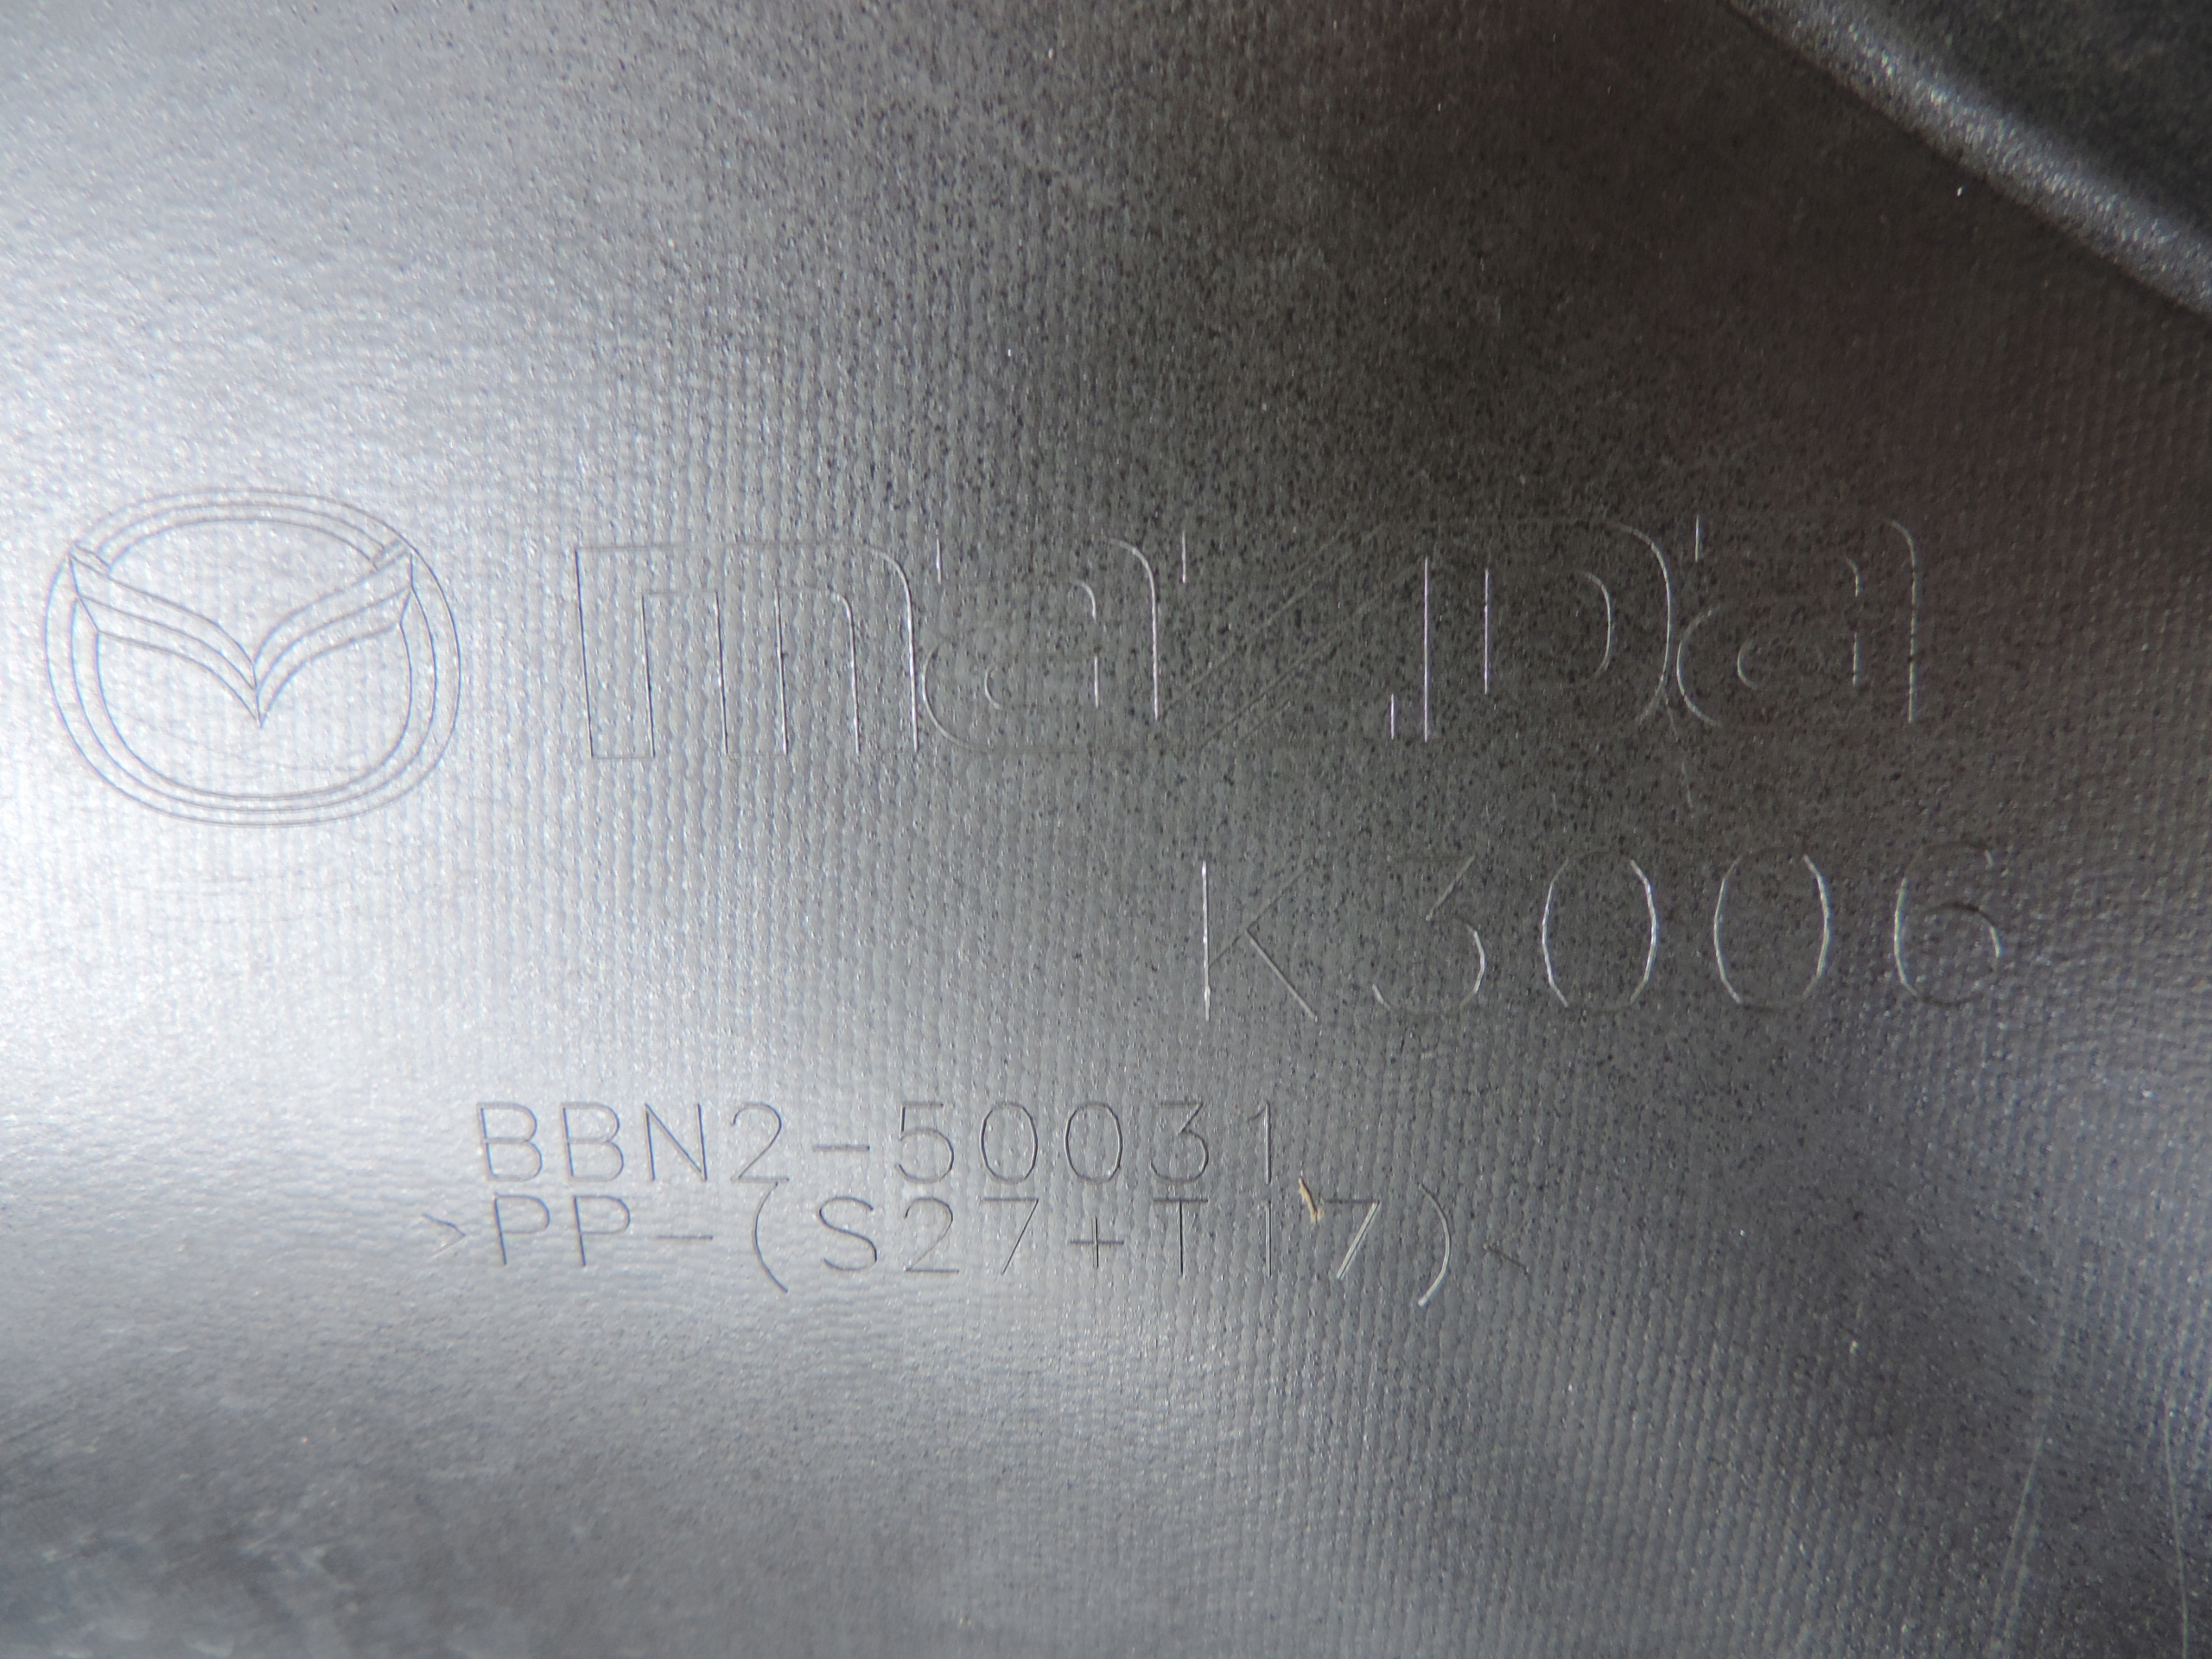 mazda
K3006
BBN2-50031
>PP-(S27+T17)<